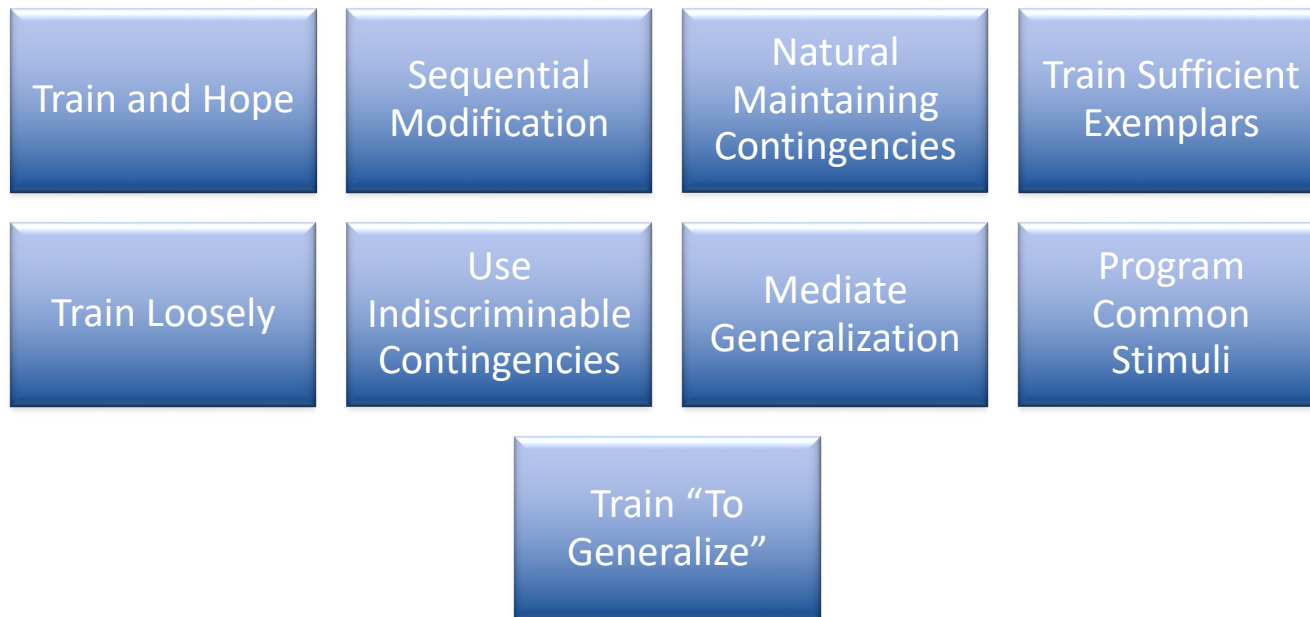 Train and Hope
Sequential
Modification
Natural
Maintaining
Contingencies
Train Sufficient
Exemplars
Train Loosely
Use
Indiscriminable
Contingencies
Mediate
Generalization
Program
Common
Stimuli
Train “To
Generalize”